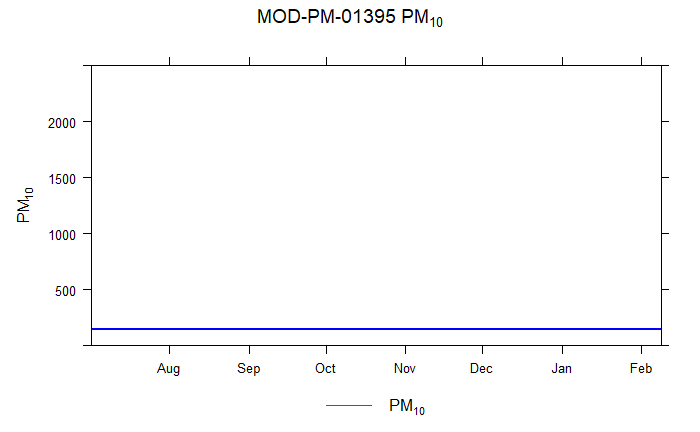 MOD-PM-01395 PM10
2000
1500
1000
500
PM10
Aug Sep Oct Nov Dec Jan Feb
PM10